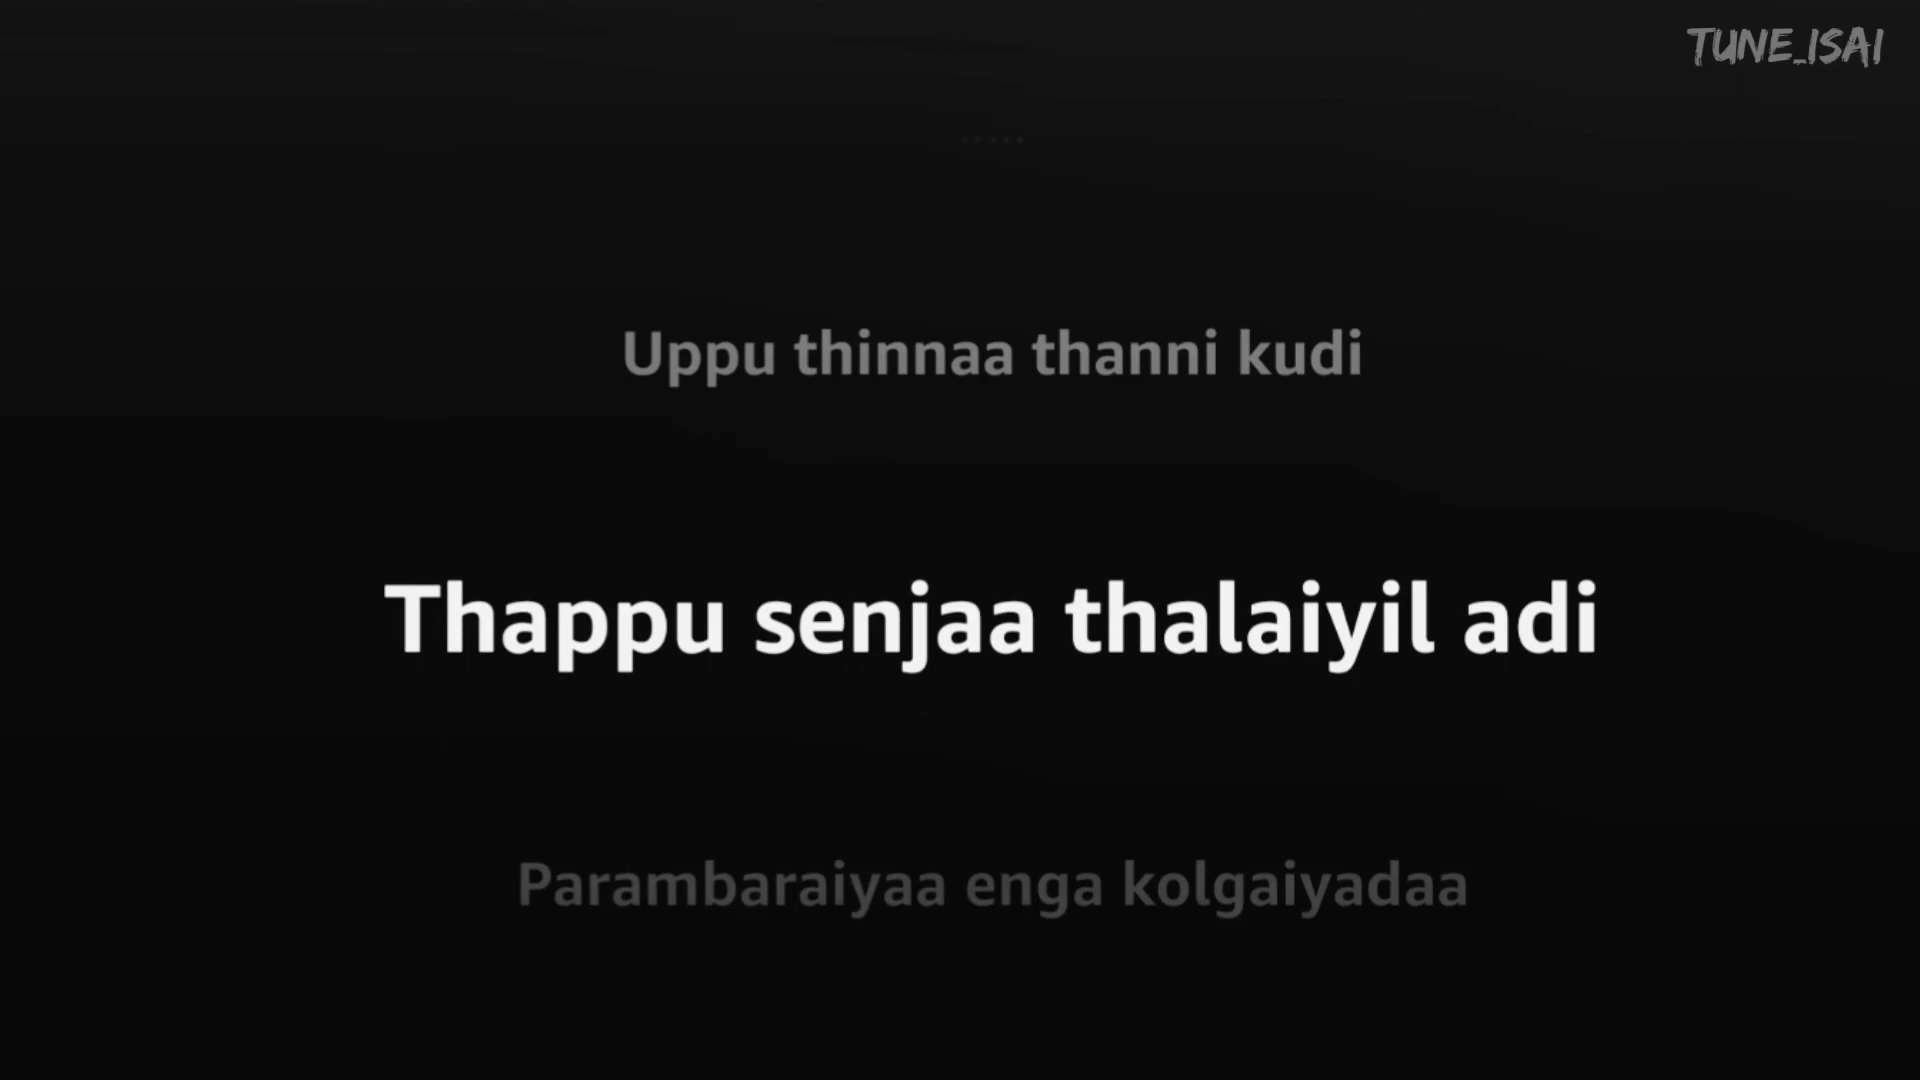 TUNE_ISAI
.....
Uppu thinnaa thanni kudi
Thappu senjaa thalaiyil adi
Parambaraiyaa enga kolgaiyadaa